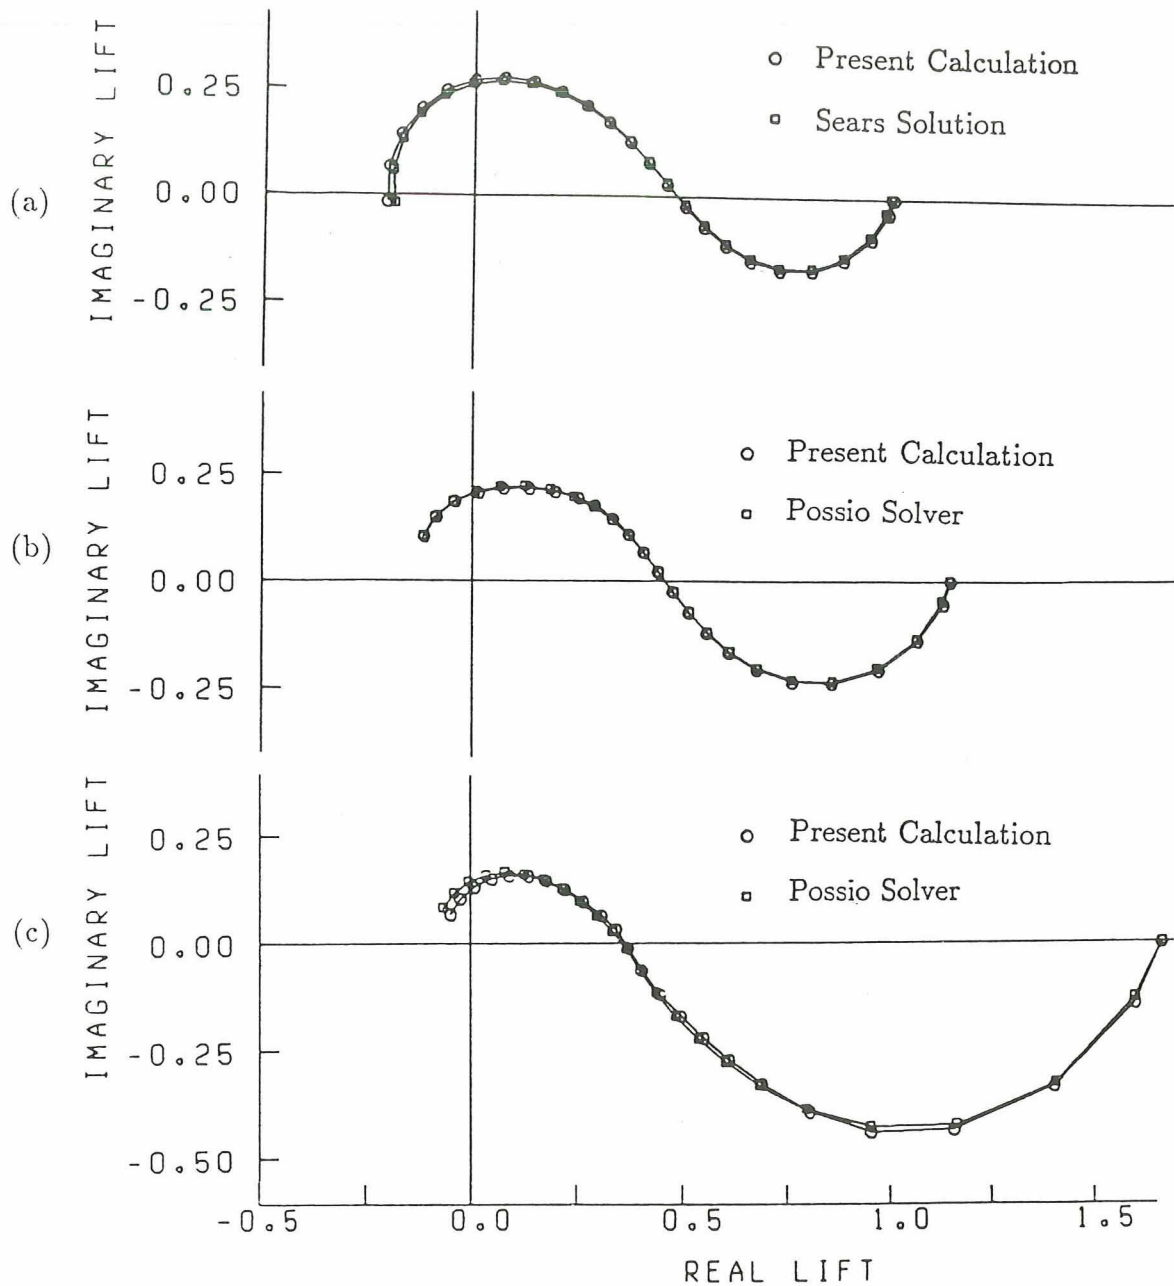 IMAGINARY LIFT
0.25
0.00
-0.25
(a)
Present Calculation
Sears Solution
IMAGINARY LIFT
0.25
0.00
-0.25
(b)
Present Calculation
Possio Solver
IMAGINARY LIFT
0.25
0.00
-0.25
-0.50
(c)
Present Calculation
Possio Solver
-0.5 0.0 0.5 1.0 1.5
REAL LIFT